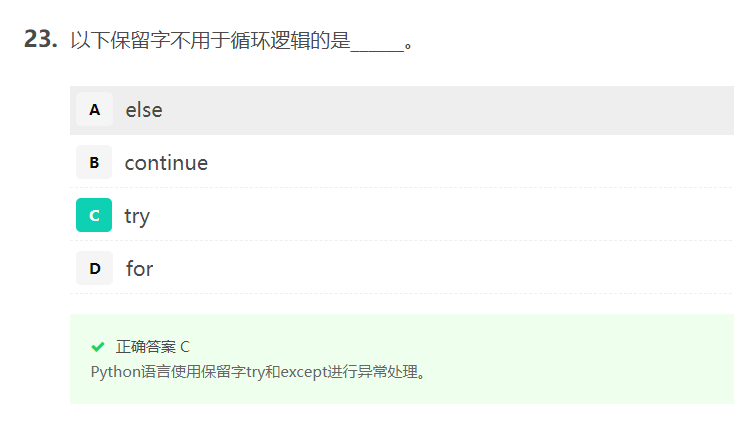 23. 以下保留字不用于循环逻辑的是______。
A else
B continue
C try
D for
正确答案 C
Python语言使用保留字try和except进行异常处理。